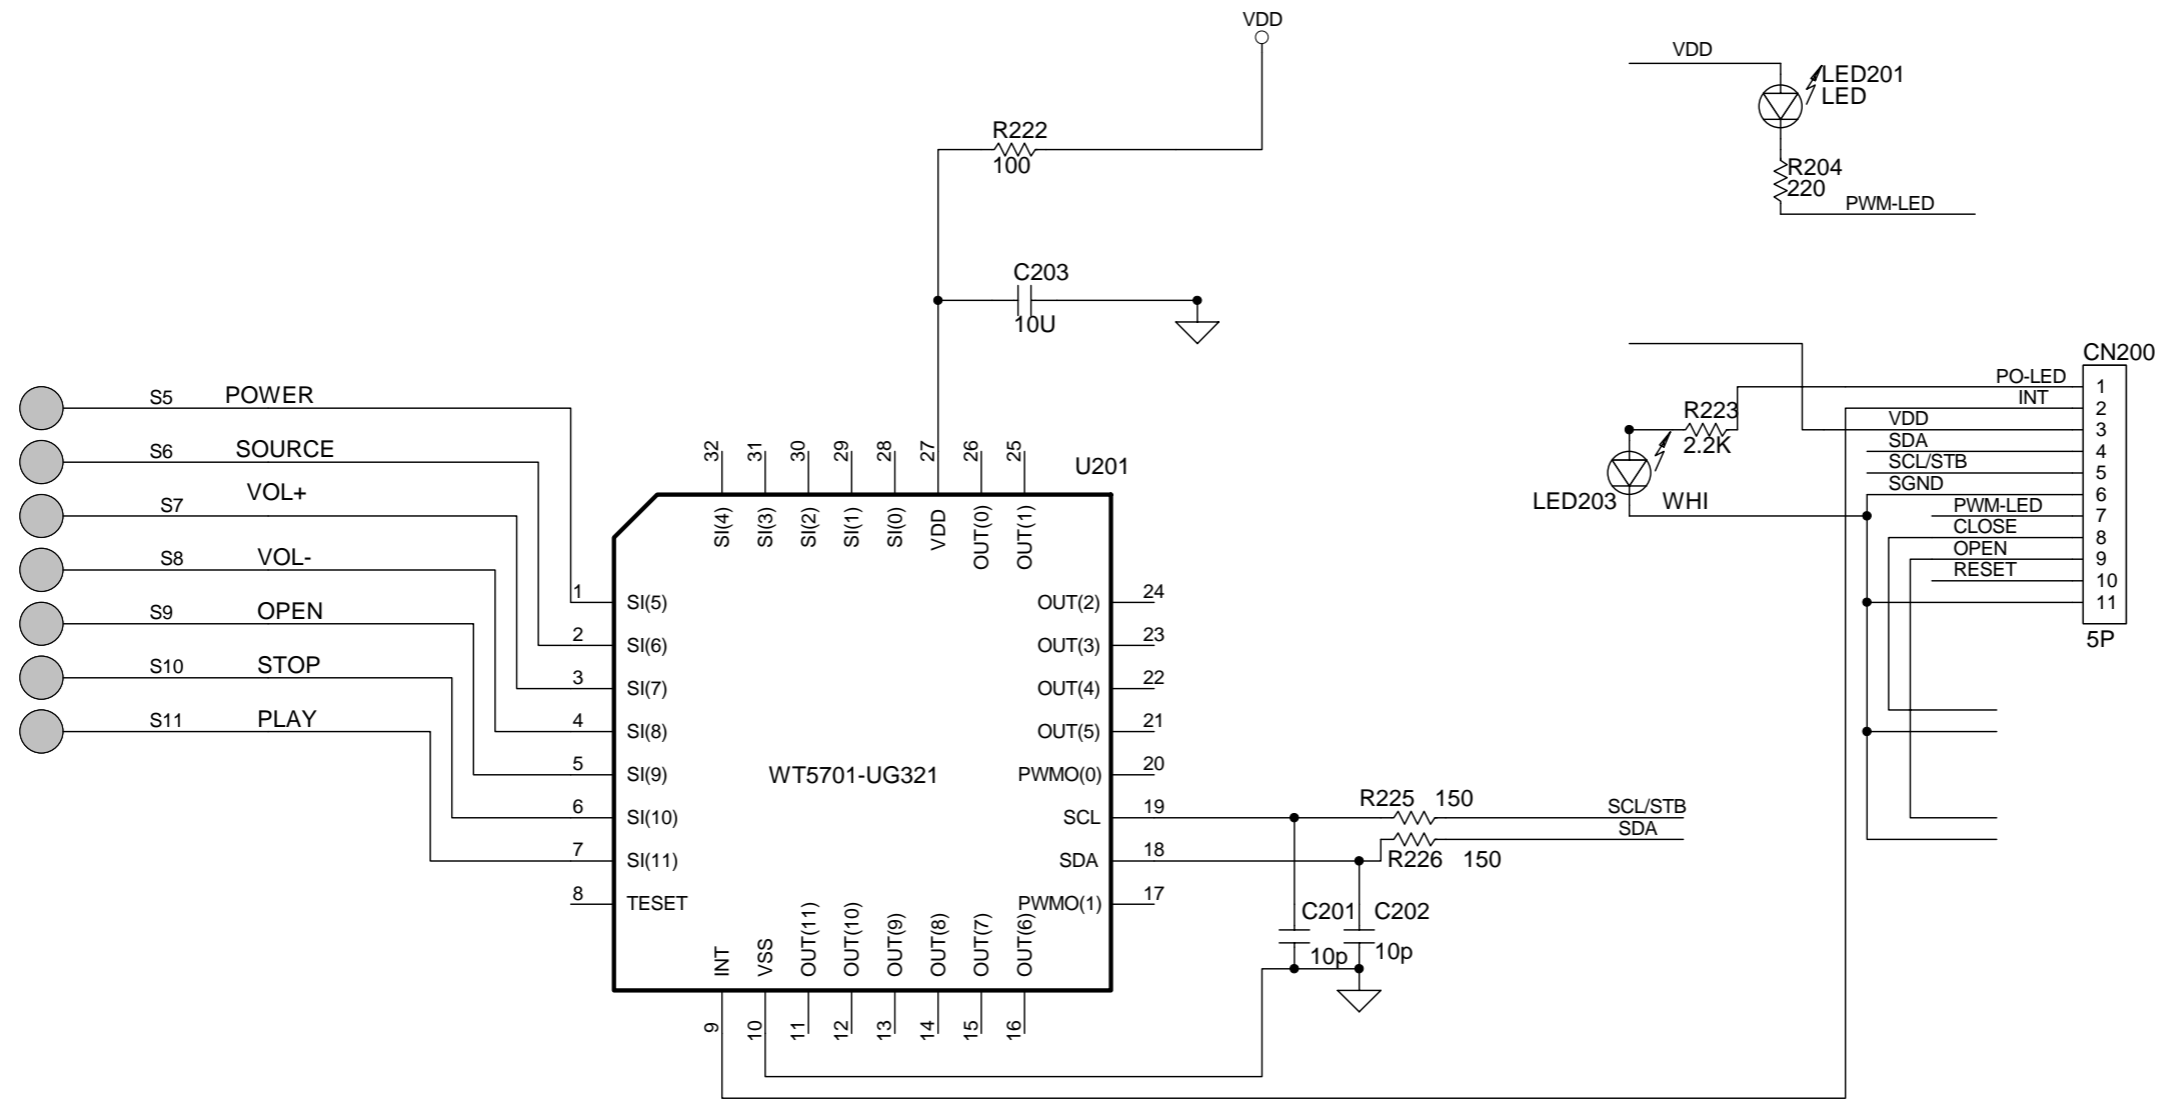 VDD
VDD
LED201
LED
R222
100
R204
220
PWM-LED
C203
10U
CN200
PO-LED 1
INT 2
VDD 3
SDA 4
SCL/STB 5
SGND 6
PWM-LED 7
CLOSE 8
OPEN 9
RESET 10
11
5P
R223
2.2K
LED203 WHI
S5 POWER
S6 SOURCE
S7 VOL+
S8 VOL-
S9 OPEN
S10 STOP
S11 PLAY
32 31 30 29 28 27 26 25
U201
SI(4) SI(3) SI(2) SI(1) SI(0) VDD OUT(0) OUT(1)
1 SI(5) OUT(2) 24
2 SI(6) OUT(3) 23
3 SI(7) OUT(4) 22
4 SI(8) OUT(5) 21
5 SI(9) WT5701-UG321 PWMO(0) 20
6 SI(10) SCL 19
7 SI(11) SDA 18
8 TESET PWMO(1) 17
INT VSS OUT(11) OUT(10) OUT(9) OUT(8) OUT(7) OUT(6)
9 10 11 12 13 14 15 16
R225 150 SCL/STB
SDA
R226 150
C201 C202
10p 10p